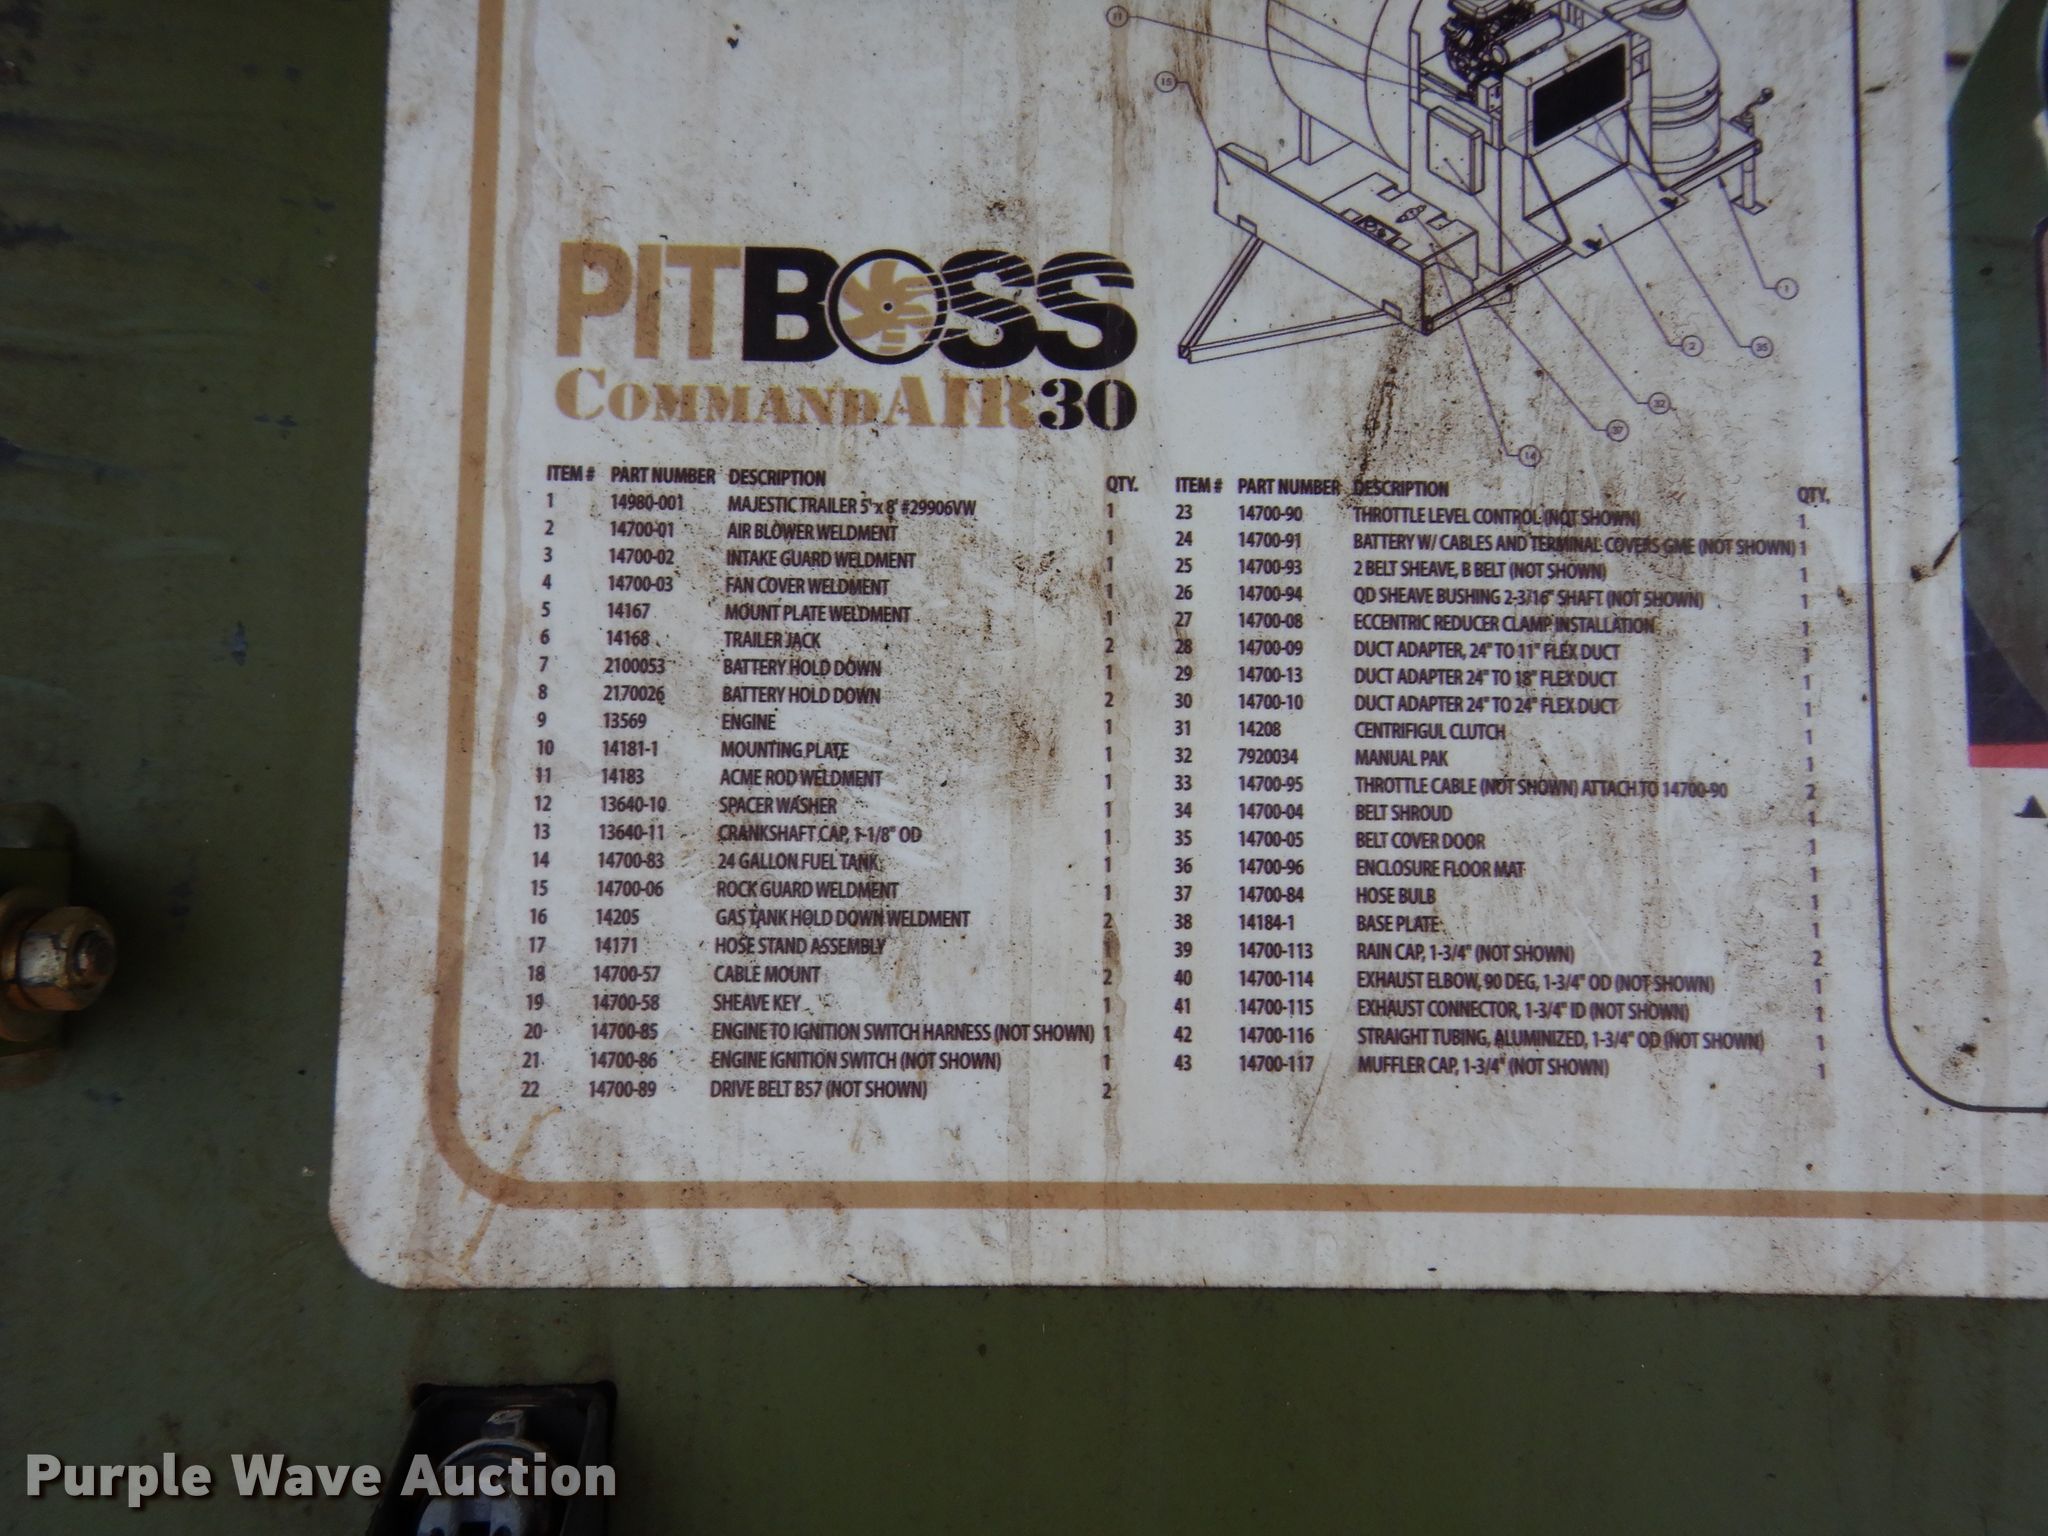 11
15
1
2
35
32
37
14
PITBOSS
COMMANDAIR30
ITEM # PART NUMBER DESCRIPTION QTY.
1 14980-001 MAJESTIC TRAILER 5' x 8' #29906VW 1
2 14700-01 AIR BLOWER WELDMENT 1
3 14700-02 INTAKE GUARD WELDMENT 1
4 14700-03 FAN COVER WELDMENT 1
5 14167 MOUNT PLATE WELDMENT 1
6 14168 TRAILER JACK 2
7 2100053 BATTERY HOLD DOWN 1
8 2170026 BATTERY HOLD DOWN 2
9 13569 ENGINE 1
10 14181-1 MOUNTING PLATE 1
11 14183 ACME ROD WELDMENT 1
12 13640-10 SPACER WASHER 1
13 13640-11 CRANKSHAFT CAP, 1-1/8" OD 1
14 14700-83 24 GALLON FUEL TANK 1
15 14700-06 ROCK GUARD WELDMENT 1
16 14205 GAS TANK HOLD DOWN WELDMENT 2
17 14171 HOSE STAND ASSEMBLY 1
18 14700-57 CABLE MOUNT 2
19 14700-58 SHEAVE KEY 1
20 14700-85 ENGINE TO IGNITION SWITCH HARNESS (NOT SHOWN) 1
21 14700-86 ENGINE IGNITION SWITCH (NOT SHOWN) 1
22 14700-89 DRIVE BELT B57 (NOT SHOWN) 2
ITEM # PART NUMBER DESCRIPTION QTY.
23 14700-90 THROTTLE LEVEL CONTROL (NOT SHOWN) 1
24 14700-91 BATTERY W/ CABLES AND TERMINAL COVERS GME (NOT SHOWN) 1
25 14700-93 2 BELT SHEAVE, B BELT (NOT SHOWN) 1
26 14700-94 QD SHEAVE BUSHING 2-3/16" SHAFT (NOT SHOWN) 1
27 14700-08 ECCENTRIC REDUCER CLAMP INSTALLATION 1
28 14700-09 DUCT ADAPTER, 24" TO 11" FLEX DUCT 1
29 14700-13 DUCT ADAPTER 24" TO 18" FLEX DUCT 1
30 14700-10 DUCT ADAPTER 24" TO 24" FLEX DUCT 1
31 14208 CENTRIFIGUL CLUTCH 1
32 7920034 MANUAL PAK 1
33 14700-95 THROTTLE CABLE (NOT SHOWN) ATTACH TO 14700-90 2
34 14700-04 BELT SHROUD 1
35 14700-05 BELT COVER DOOR 1
36 14700-96 ENCLOSURE FLOOR MAT 1
37 14700-84 HOSE BULB 1
38 14184-1 BASE PLATE 1
39 14700-113 RAIN CAP, 1-3/4" (NOT SHOWN) 2
40 14700-114 EXHAUST ELBOW, 90 DEG, 1-3/4" OD (NOT SHOWN) 1
41 14700-115 EXHAUST CONNECTOR, 1-3/4" ID (NOT SHOWN) 1
42 14700-116 STRAIGHT TUBING, ALUMINIZED, 1-3/4" OD (NOT SHOWN) 1
43 14700-117 MUFFLER CAP, 1-3/4" (NOT SHOWN) 1
Purple Wave Auction